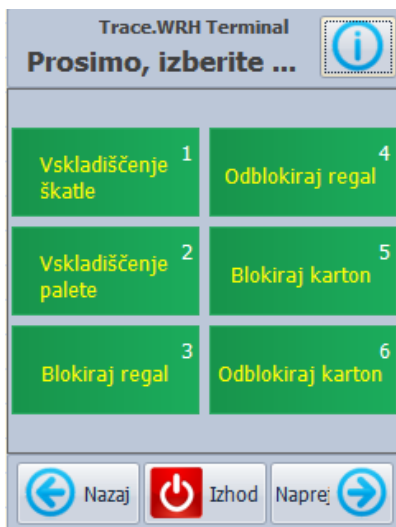 Trace.WRH Terminal
Prosimo, izberite ...
Vskladiščenje
škatle
1
Odblokiraj regal
4
Vskladiščenje
palete
2
Blokiraj karton
5
Blokiraj regal
3
Odblokiraj karton
6
Nazaj
Izhod
Naprej